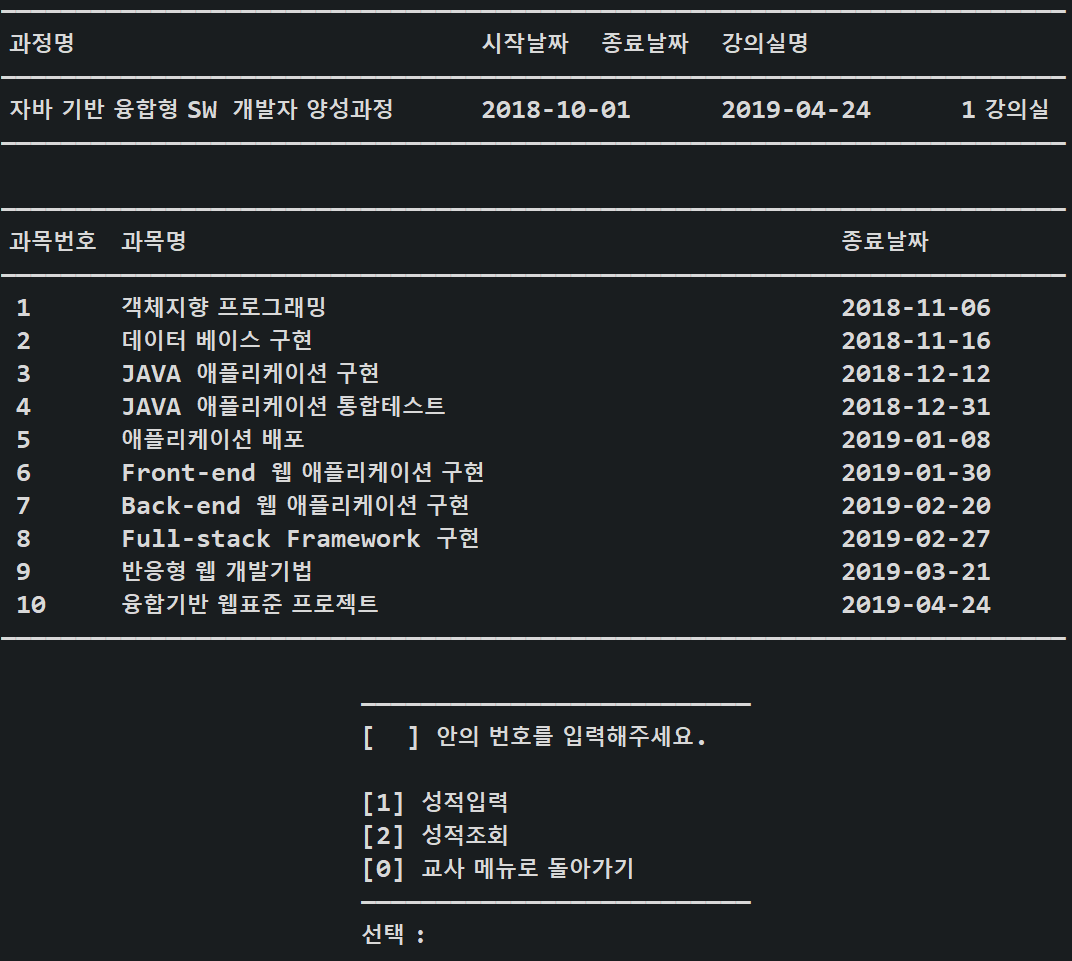 과정명 시작날짜 종료날짜 강의실명
자바 기반 융합형 SW 개발자 양성과정 2018-10-01 2019-04-24 1 강의실
과목번호 과목명 종료날짜
1 객체지향 프로그래밍 2018-11-06
2 데이터 베이스 구현 2018-11-16
3 JAVA 애플리케이션 구현 2018-12-12
4 JAVA 애플리케이션 통합테스트 2018-12-31
5 애플리케이션 배포 2019-01-08
6 Front-end 웹 애플리케이션 구현 2019-01-30
7 Back-end 웹 애플리케이션 구현 2019-02-20
8 Full-stack Framework 구현 2019-02-27
9 반응형 웹 개발기법 2019-03-21
10 융합기반 웹표준 프로젝트 2019-04-24
[ ] 안의 번호를 입력해주세요.
[1] 성적입력
[2] 성적조회
[0] 교사 메뉴로 돌아가기
선택 :